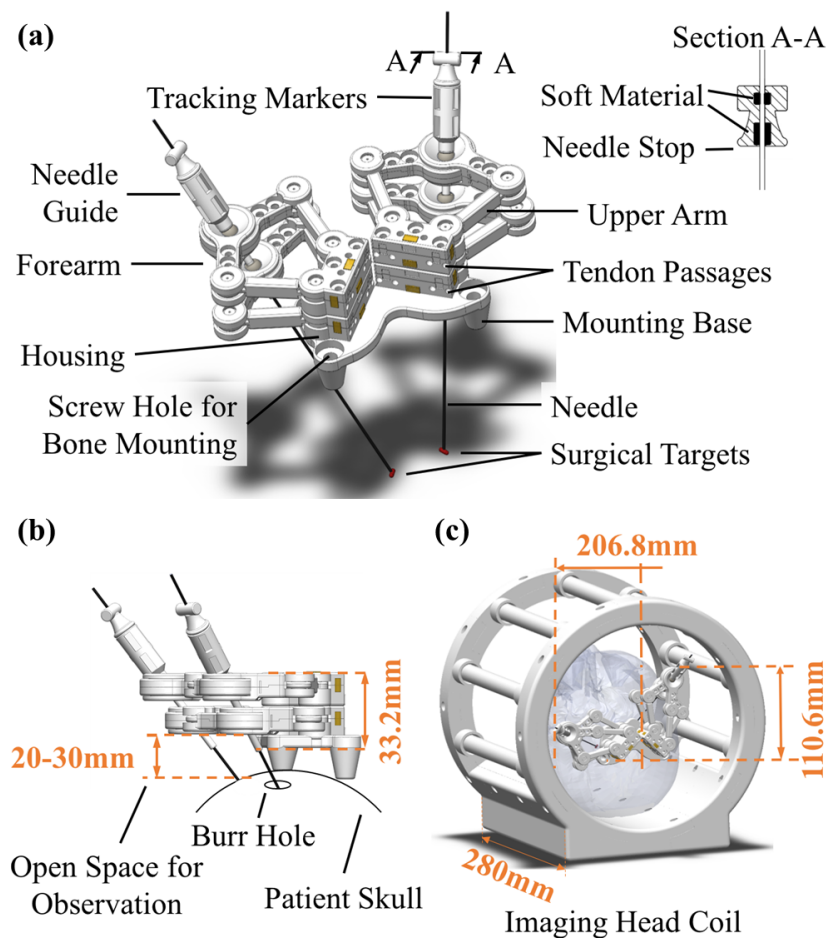 (a)
A
A
Section A-A
Tracking Markers
Soft Material
Needle Stop
Needle
Guide
Upper Arm
Forearm
Tendon Passages
Mounting Base
Housing
Screw Hole for
Bone Mounting
Needle
Surgical Targets
(b)
20-30mm
33.2mm
Burr Hole
Open Space for
Observation
Patient Skull
(c)
206.8mm
110.6mm
280mm
Imaging Head Coil